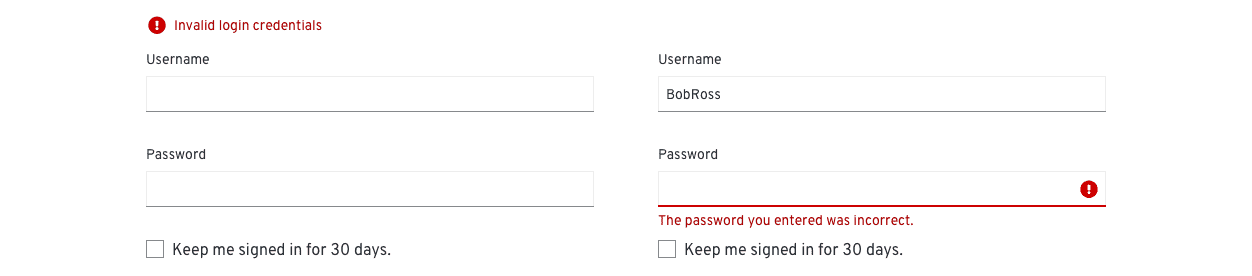 Invalid login credentials
Username
Password
Keep me signed in for 30 days.
Username
BobRoss
Password
The password you entered was incorrect.
Keep me signed in for 30 days.